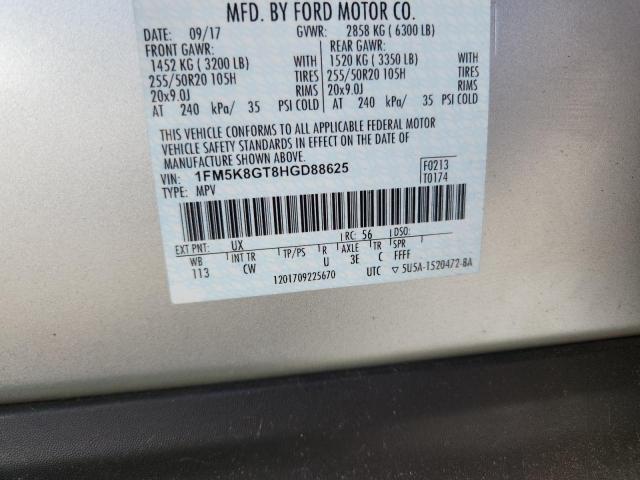 MFD. BY FORD MOTOR CO.
DATE: 09/17 GVWR: 2858 KG ( 6300 LB)
FRONT GAWR: REAR GAWR:
1452 KG ( 3200 LB) WITH 1520 KG ( 3350 LB) WITH
255/50R20 105H TIRES 255/50R20 105H TIRES
20x9.0J RIMS 20x9.0J RIMS
AT 240 kPa/ 35 PSI COLD AT 240 kPa/ 35 PSI COLD
THIS VEHICLE CONFORMS TO ALL APPLICABLE FEDERAL MOTOR
VEHICLE SAFETY STANDARDS IN EFFECT ON THE DATE OF
MANUFACTURE SHOWN ABOVE.
VIN: 1FM5K8GT8HGD88625 F0213
TYPE: MPV T0174
EXT PNT: UX RC: 56 DSO:
WB INT TR TP/PS R AXLE TR SPR
113 CW U 3E C FFFF
1201709225670 UTC ▽ 5U5A-1520472-BA